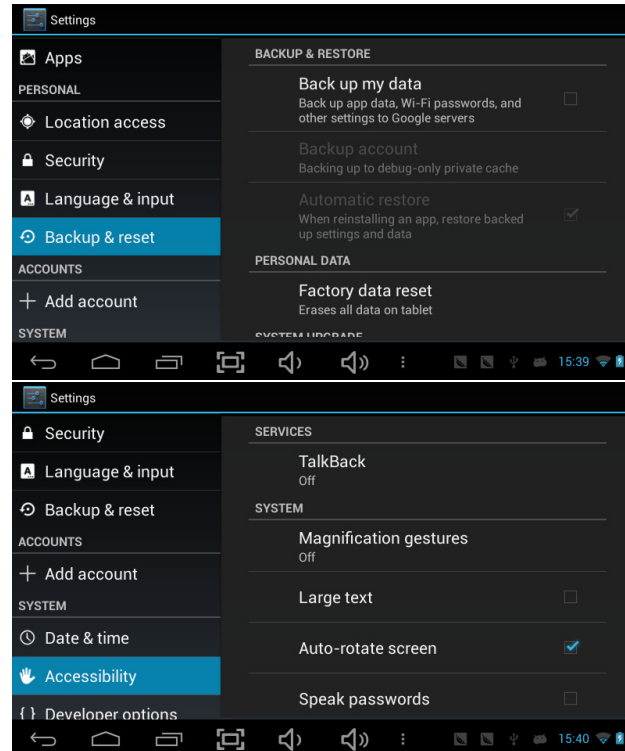 Settings
Apps
PERSONAL
Location access
Security
Language & input
Backup & reset
ACCOUNTS
Add account
SYSTEM
BACKUP & RESTORE
Back up my data
Back up app data, Wi-Fi passwords, and
other settings to Google servers
Backup account
Backing up to debug-only private cache
Automatic restore
When reinstalling an app, restore backed
up settings and data
PERSONAL DATA
Factory data reset
Erases all data on tablet
SYSTEM UPGRADE
15:39
Settings
Security
Language & input
Backup & reset
ACCOUNTS
Add account
SYSTEM
Date & time
Accessibility
{ } Developer options
SERVICES
TalkBack
Off
SYSTEM
Magnification gestures
Off
Large text
Auto-rotate screen
Speak passwords
15:40